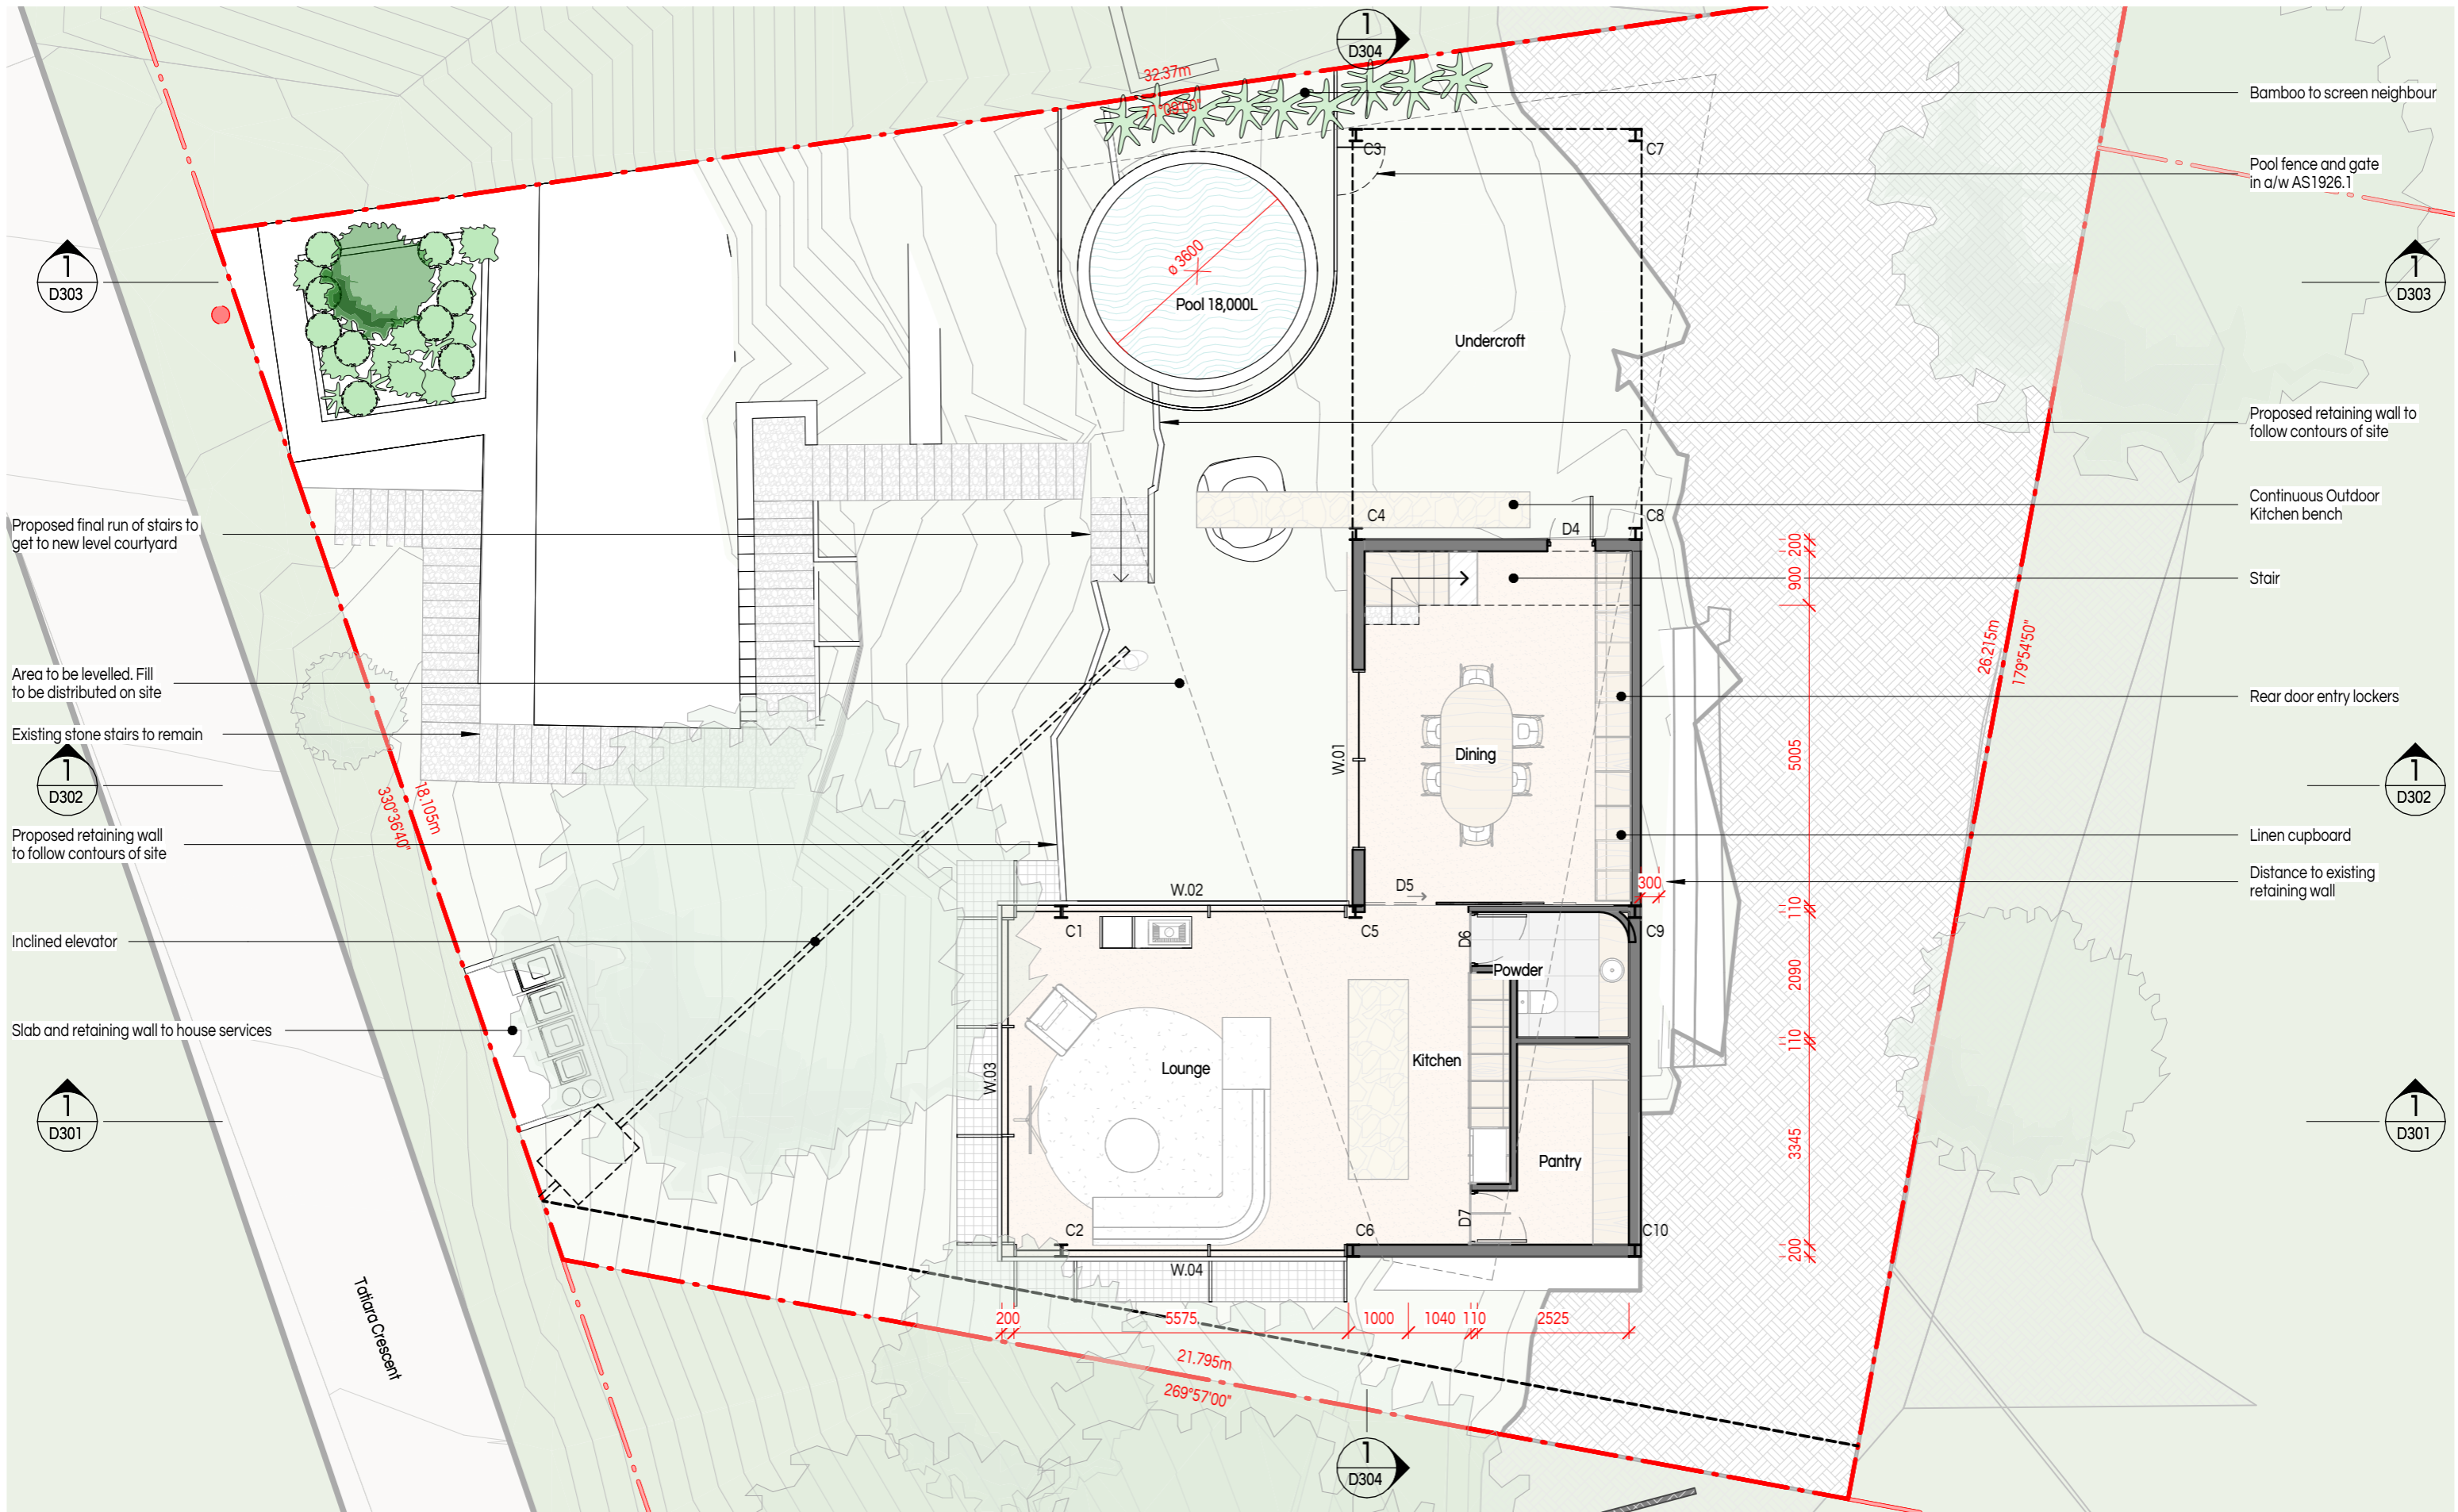 1
D304
32.37m
71°09'00"
Bamboo to screen neighbour
C3
C7
Pool fence and gate
in a/w AS1926.1
1
D303
1
D303
ø 3600
Pool 18,000L
Undercroft
Proposed retaining wall to
follow contours of site
Continuous Outdoor
Kitchen bench
Proposed final run of stairs to
get to new level courtyard
C4
D4
C8
200
900
Stair
26.215m
179°54'50"
Area to be levelled. Fill
to be distributed on site
Rear door entry lockers
Existing stone stairs to remain
W.01
Dining
5005
1
D302
1
D302
18.105m
330°36'40"
Proposed retaining wall
to follow contours of site
Linen cupboard
W.02
D5
300
Distance to existing
retaining wall
110
Inclined elevator
C1
C5
D6
C9
Powder
2090
Slab and retaining wall to house services
W.03
Lounge
Kitchen
110
1
D301
1
D301
Pantry
3345
C2
C6
D7
C10
200
W.04
Tatiara Crescent
200
5575
1000
1040
110
2525
21.795m
269°57'00"
1
D304